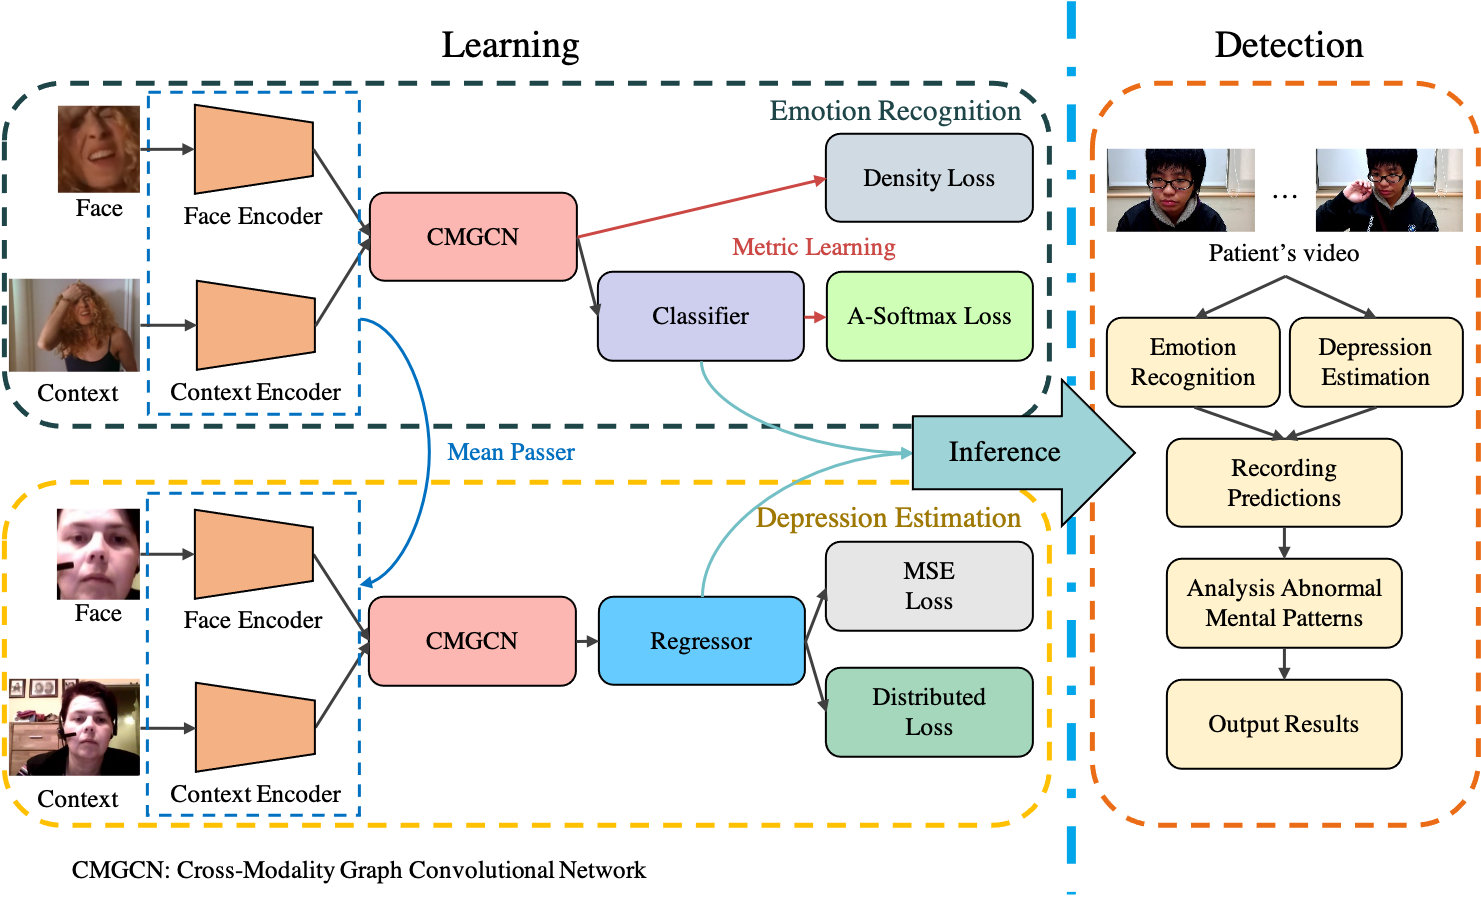 Learning
Detection
Emotion Recognition
Face
Face Encoder
Context
Context Encoder
CMGCN
Density Loss
Metric Learning
Classifier
A-Softmax Loss
Mean Passer
Inference
Depression Estimation
Face
Face Encoder
Context
Context Encoder
CMGCN
Regressor
MSE
Loss
Distributed
Loss
CMGCN: Cross-Modality Graph Convolutional Network
...
Patient's video
Emotion
Recognition
Depression
Estimation
Recording
Predictions
Analysis Abnormal
Mental Patterns
Output Results